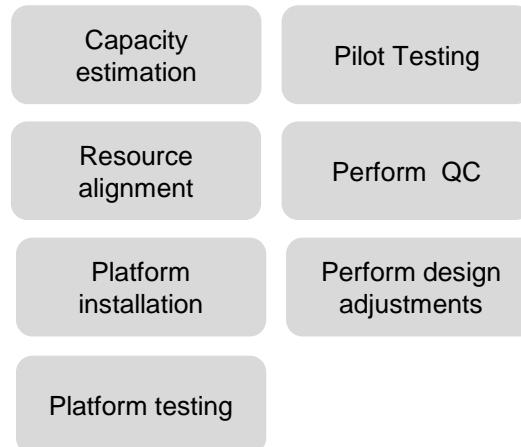 Capacity
estimation
Pilot Testing
Resource
alignment
Perform  QC
Platform
installation
Perform design
adjustments
Platform testing